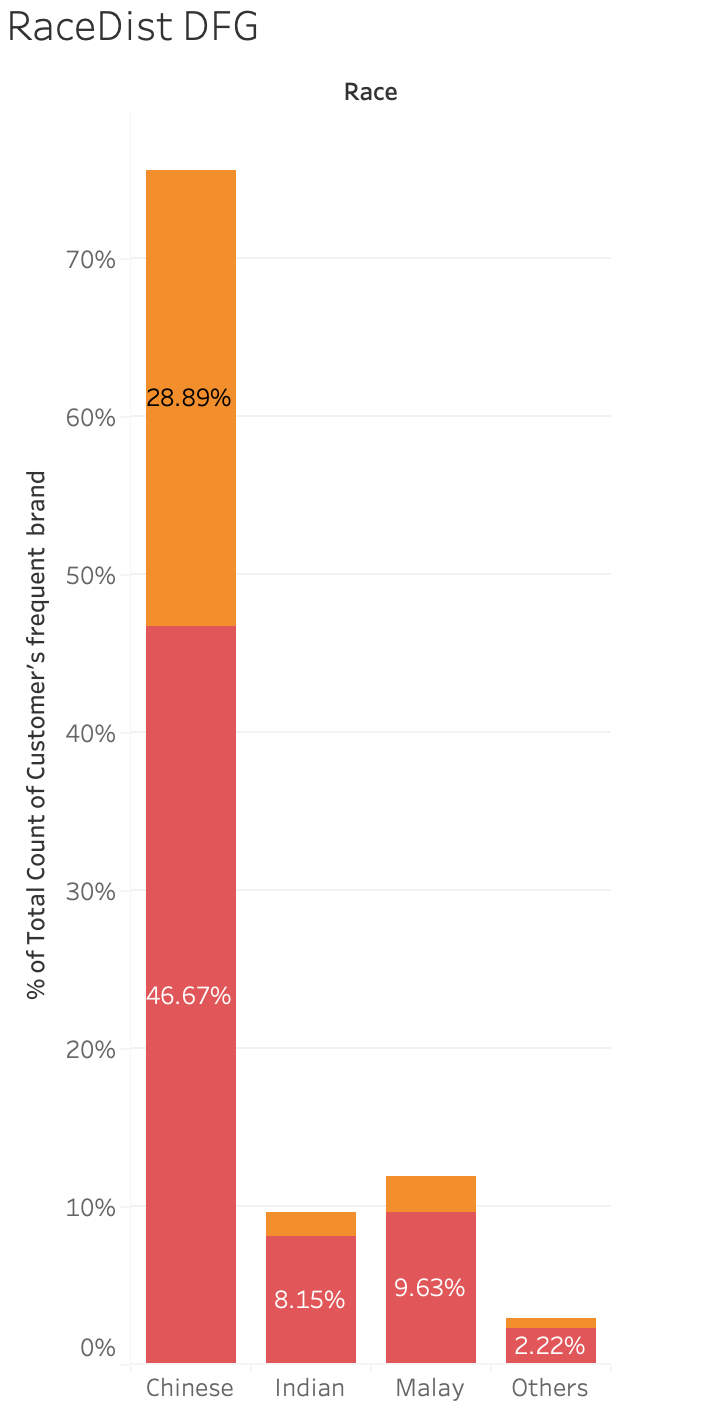 RaceDist DFG
Race
70%
60%
50%
40%
30%
20%
10%
0%
% of Total Count of Customer's frequent brand
28.89%
46.67%
8.15%
9.63%
2.22%
Chinese
Indian
Malay
Others